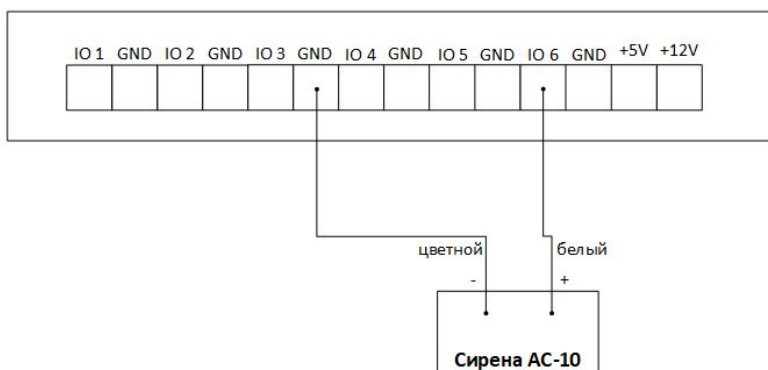 IO 1 GND IO 2 GND IO 3 GND IO 4 GND IO 5 GND IO 6 GND +5V +12V
цветной белый
- +
Сирена АС-10